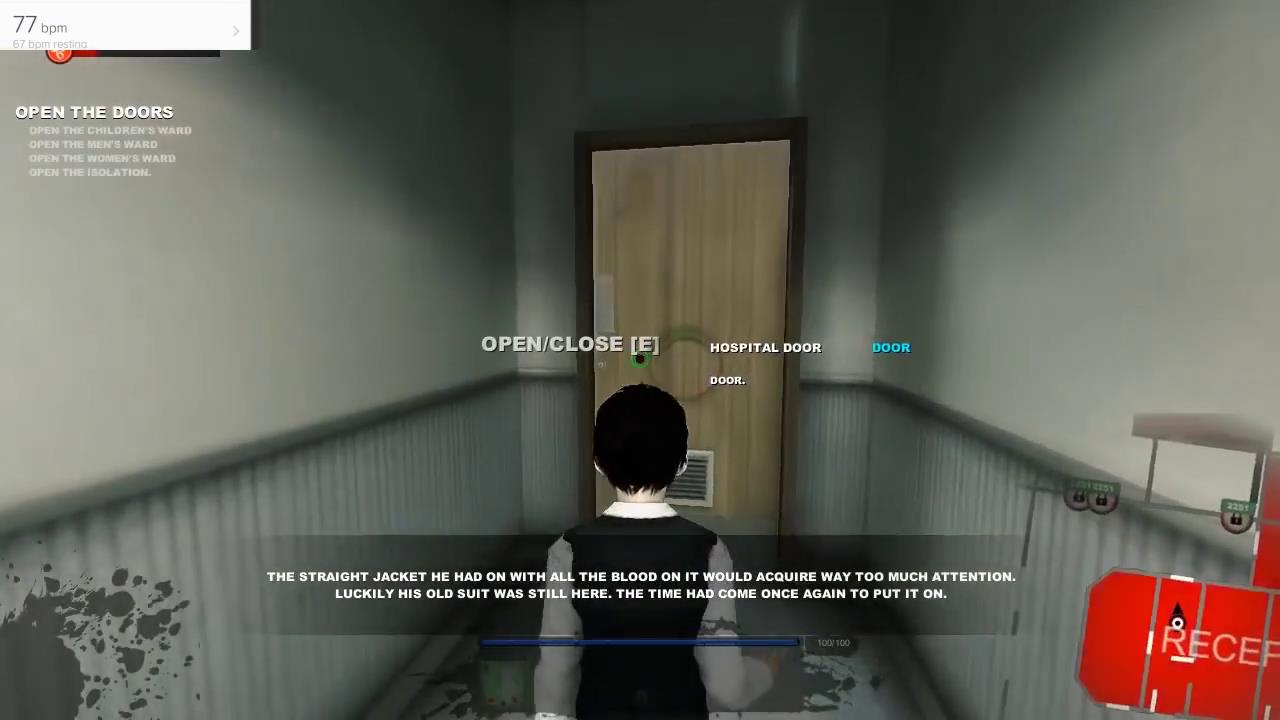 77 bpm
67 bpm resting
OPEN THE DOORS
OPEN THE CHILDREN'S WARD
OPEN THE MEN'S WARD
OPEN THE WOMEN'S WARD
OPEN THE ISOLATION.
OPEN/CLOSE [E]
HOSPITAL DOOR DOOR
DOOR.
2251
2251
THE STRAIGHT JACKET HE HAD ON WITH ALL THE BLOOD ON IT WOULD ACQUIRE WAY TOO MUCH ATTENTION.
LUCKILY HIS OLD SUIT WAS STILL HERE. THE TIME HAD COME ONCE AGAIN TO PUT IT ON.
RECEP
100/100